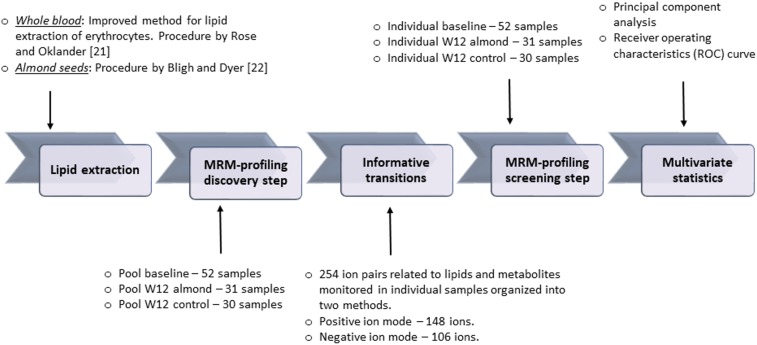 ○ Whole blood: Improved method for lipid
extraction of erythrocytes. Procedure by Rose
and Oklander [21]
○ Almond seeds: Procedure by Bligh and Dyer [22]
○ Individual baseline – 52 samples
○ Individual W12 almond – 31 samples
○ Individual W12 control – 30 samples
○ Principal component
analysis
○ Receiver operating
characteristics (ROC) curve
Lipid extraction
MRM-profiling
discovery step
Informative
transitions
MRM-profiling
screening step
Multivariate
statistics
○ Pool baseline – 52 samples
○ Pool W12 almond – 31 samples
○ Pool W12 control – 30 samples
○ 254 ion pairs related to lipids and metabolites
monitored in individual samples organized into
two methods.
○ Positive ion mode – 148 ions.
○ Negative ion mode – 106 ions.